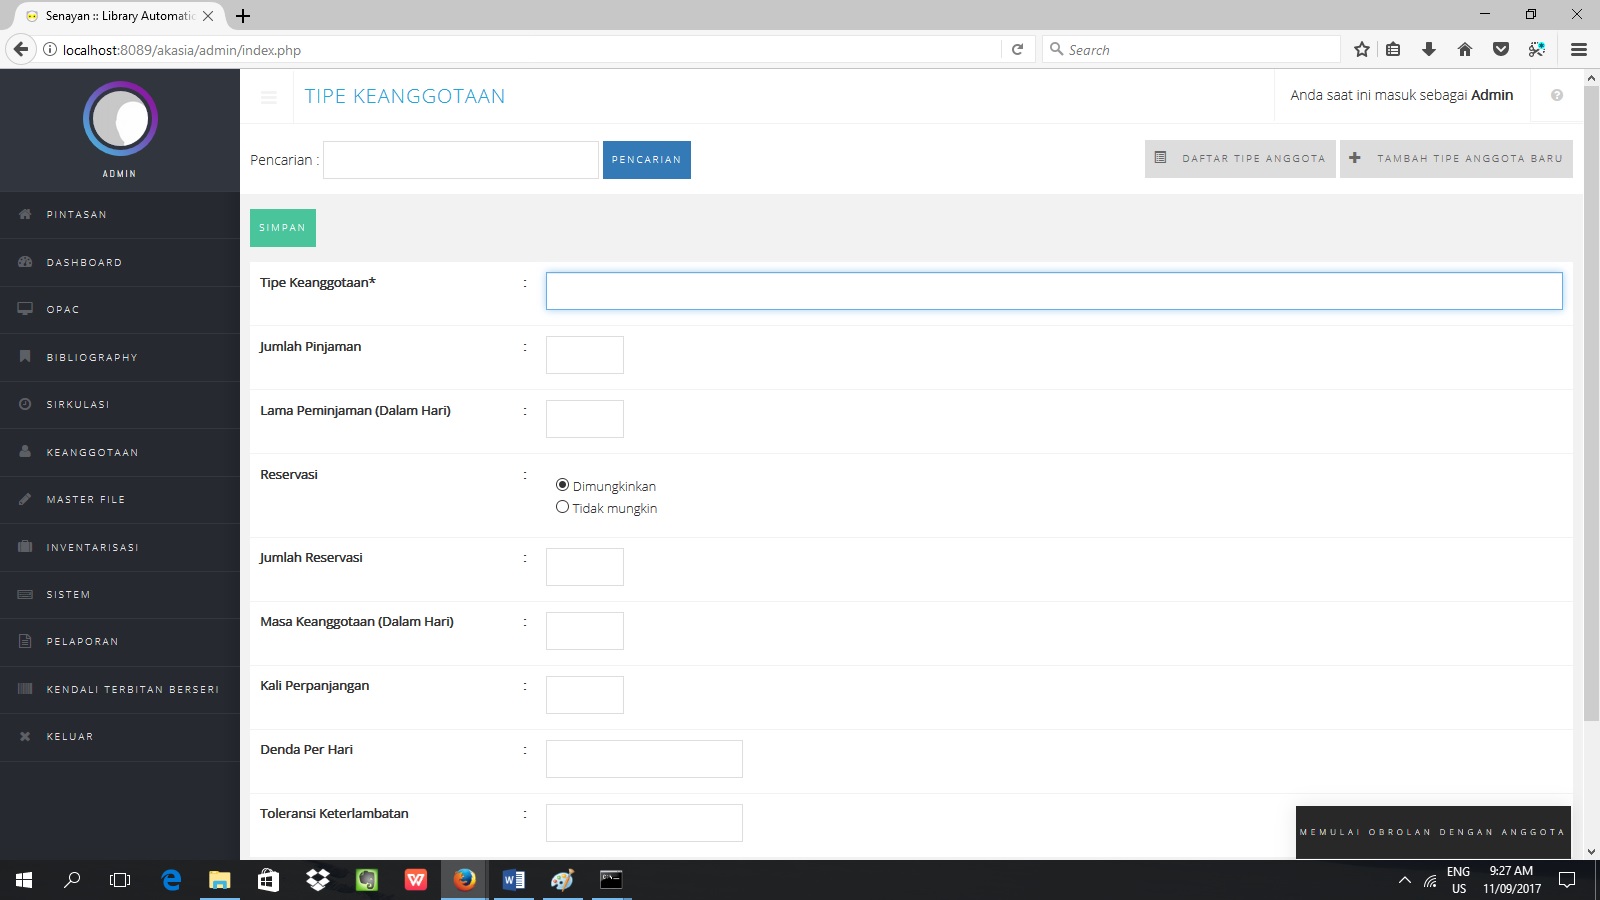 Senayan :: Library Automatic
localhost:8089/akasia/admin/index.php
Search
ADMIN
PINTASAN
DASHBOARD
OPAC
BIBLIOGRAPHY
SIRKULASI
KEANGGOTAAN
MASTER FILE
INVENTARISASI
SISTEM
PELAPORAN
KENDALI TERBITAN BERSERI
KELUAR
TIPE KEANGGOTAAN
Anda saat ini masuk sebagai Admin
Pencarian :
PENCARIAN
DAFTAR TIPE ANGGOTA
TAMBAH TIPE ANGGOTA BARU
SIMPAN
Tipe Keanggotaan* :
Jumlah Pinjaman :
Lama Peminjaman (Dalam Hari) :
Reservasi :
Dimungkinkan
Tidak mungkin
Jumlah Reservasi :
Masa Keanggotaan (Dalam Hari) :
Kali Perpanjangan :
Denda Per Hari :
Toleransi Keterlambatan :
MEMULAI OBROLAN DENGAN ANGGOTA
ENG
US
9:27 AM
11/09/2017